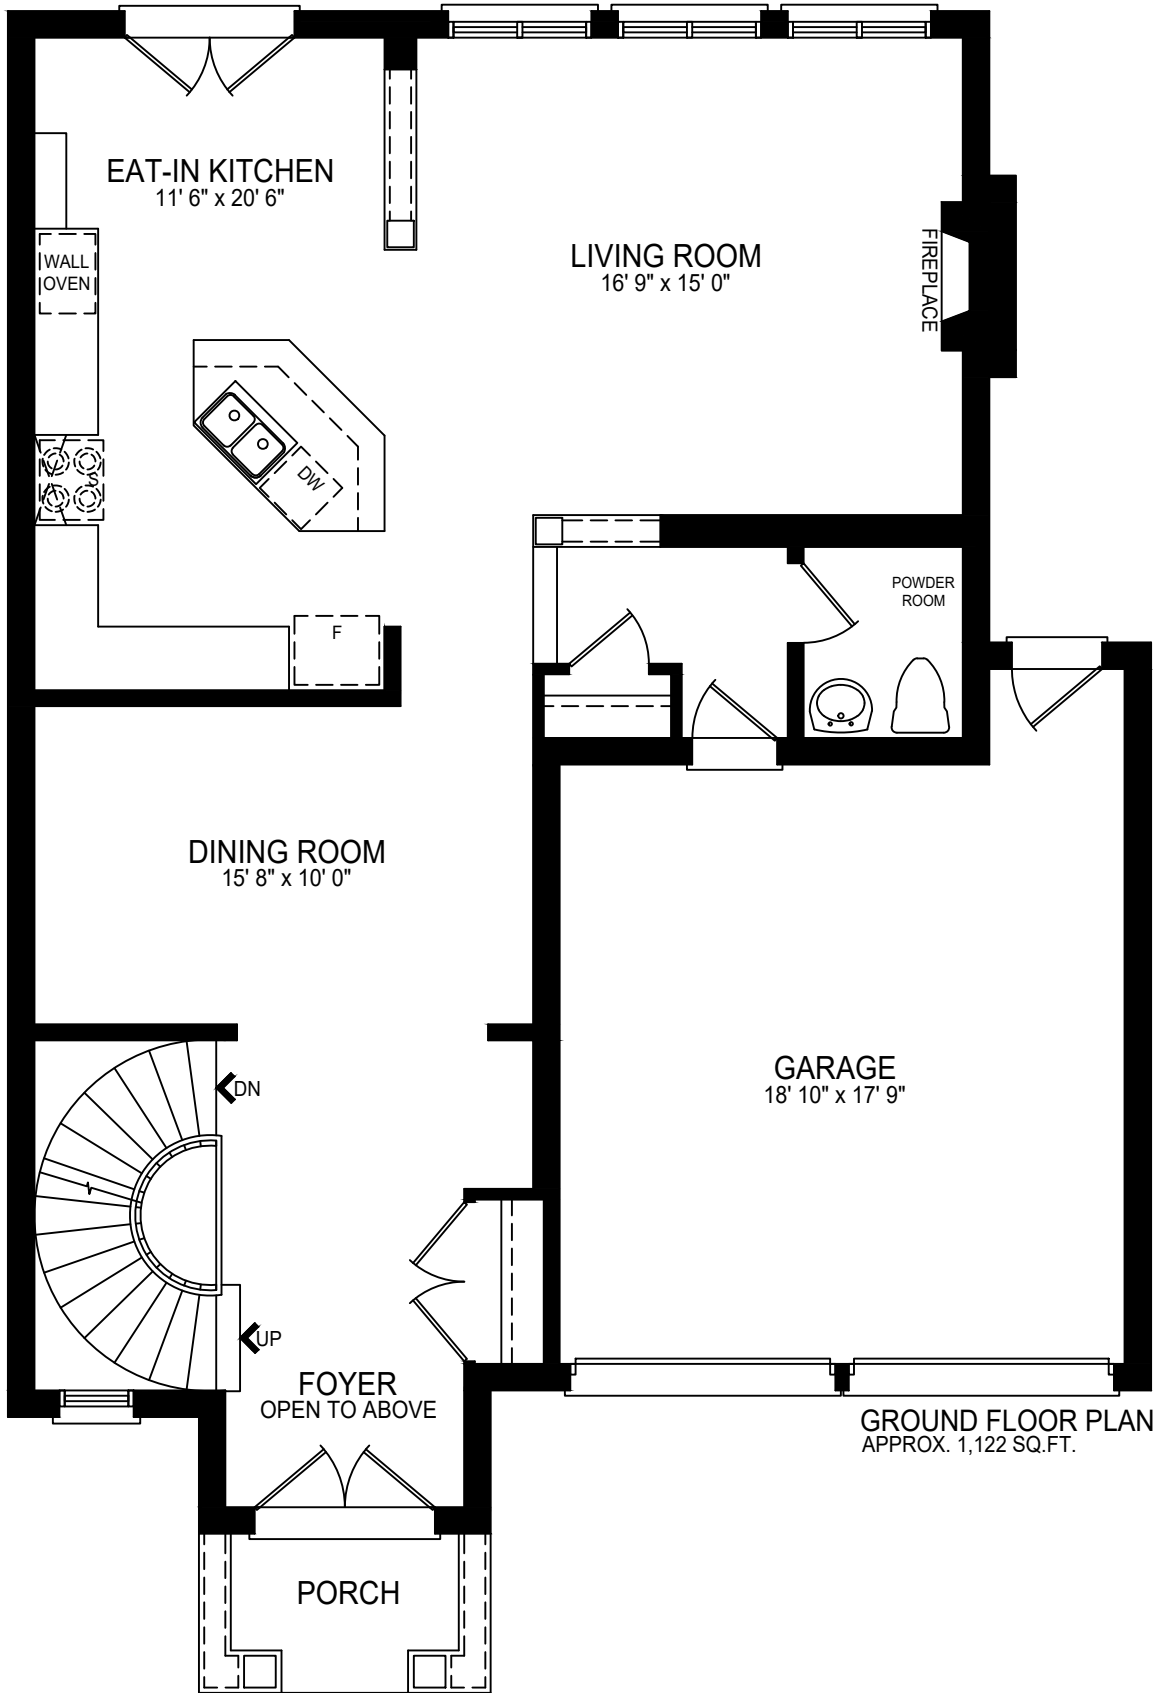 EAT-IN KITCHEN
11' 6" x 20' 6"
WALL
OVEN
LIVING ROOM
16' 9" x 15' 0"
FIREPLACE
S
DW
F
POWDER
ROOM
DINING ROOM
15' 8" x 10' 0"
GARAGE
18' 10" x 17' 9"
DN
UP
FOYER
OPEN TO ABOVE
GROUND FLOOR PLAN
APPROX. 1,122 SQ.FT.
PORCH